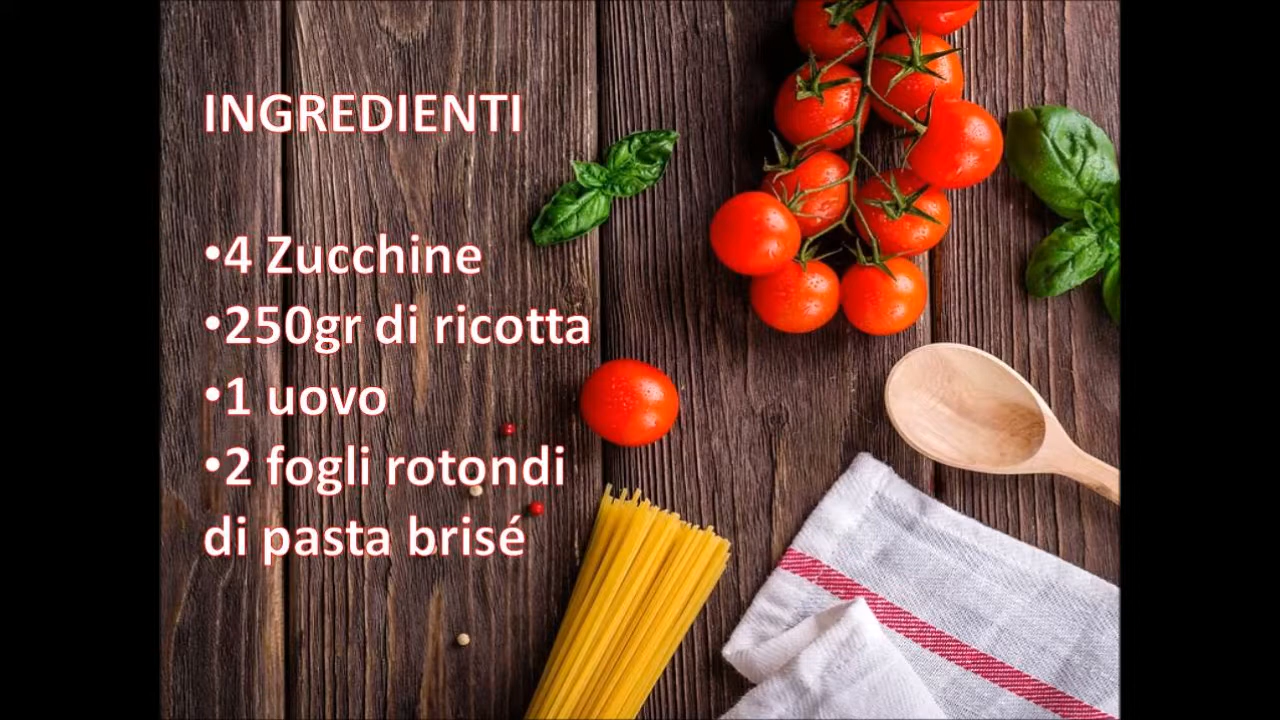 INGREDIENTI
•4 Zucchine
•250gr di ricotta
•1 uovo
•2 fogli rotondi
di pasta brisé